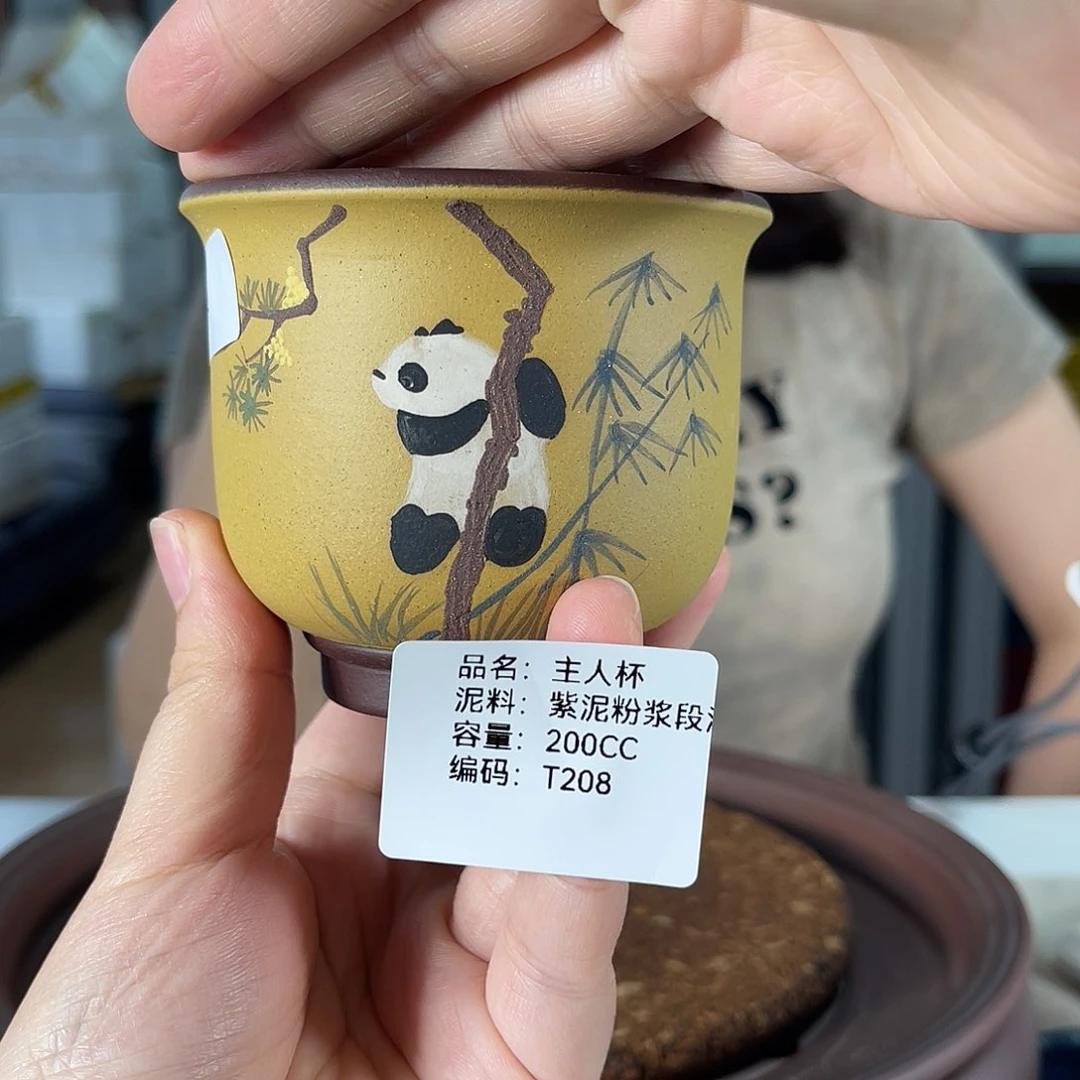 品名：主人杯
泥料：紫泥粉浆段
容量：200CC
编码：T208
?